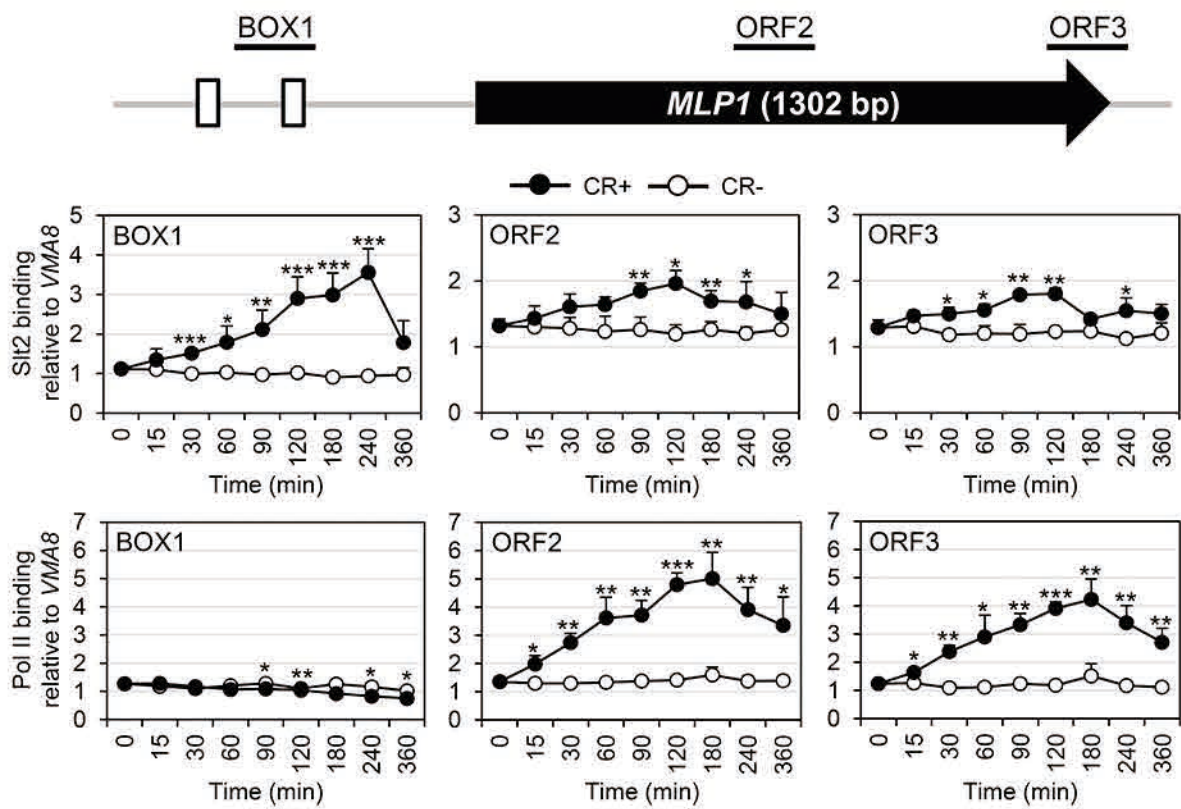 BOX1 ORF2 ORF3
MLP1 (1302 bp)
CR+ CR-
Slt2 binding
relative to VMA8
BOX1
5
4
3
2
1
0
* * *
*
* *
* * *
* * *
* * *
0 15 30 60 90 120 180 240 360
Time (min)
ORF2
3
2
1
0
* *
*
* *
*
0 15 30 60 90 120 180 240 360
Time (min)
ORF3
3
2
1
0
*
*
* *
* *
*
0 15 30 60 90 120 180 240 360
Time (min)
Pol II binding
relative to VMA8
BOX1
7
6
5
4
3
2
1
0
*
* *
*
*
0 15 30 60 90 120 180 240 360
Time (min)
ORF2
7
6
5
4
3
2
1
0
*
* *
* *
* *
* * *
* *
* *
*
0 15 30 60 90 120 180 240 360
Time (min)
ORF3
7
6
5
4
3
2
1
0
*
* *
*
* *
* * *
* *
* *
* *
0 15 30 60 90 120 180 240 360
Time (min)